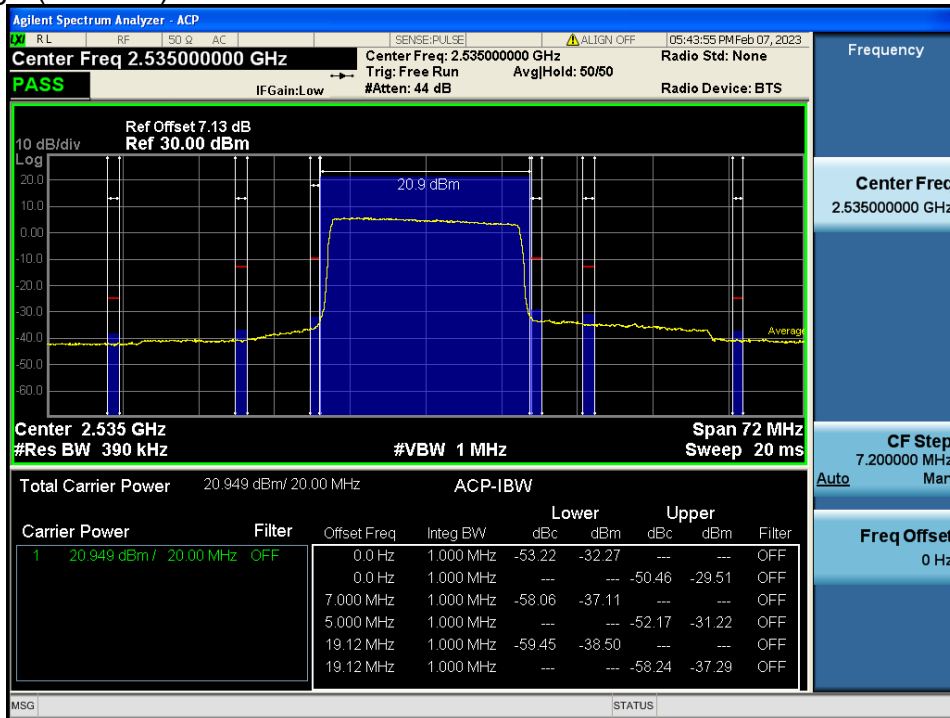 Agilent Spectrum Analyzer - ACP
LXI RL RF 50 Ω AC SENSE:PULSE ALIGN OFF 05:43:55 PM Feb 07, 2023
Center Freq 2.535000000 GHz Center Freq: 2.535000000 GHz Radio Std: None
Trig: Free Run Avg|Hold: 50/50
PASS IFGain:Low #Atten: 44 dB Radio Device: BTS
Ref Offset 7.13 dB
10 dB/div Ref 30.00 dBm
Log
20.0
10.0
0.00
-10.0
-20.0
-30.0
-40.0
-50.0
-60.0
20.9 dBm
Average
Center 2.535 GHz Span 72 MHz
#Res BW 390 kHz #VBW 1 MHz Sweep 20 ms
Total Carrier Power 20.949 dBm/ 20.00 MHz ACP-IBW
Lower Upper
Carrier Power Filter Offset Freq Integ BW dBc dBm dBc dBm Filter
1 20.949 dBm / 20.00 MHz OFF 0.0 Hz 1.000 MHz -53.22 -32.27 --- --- OFF
0.0 Hz 1.000 MHz --- --- -50.46 -29.51 OFF
7.000 MHz 1.000 MHz -58.06 -37.11 --- --- OFF
5.000 MHz 1.000 MHz --- --- -52.17 -31.22 OFF
19.12 MHz 1.000 MHz -59.45 -38.50 --- --- OFF
19.12 MHz 1.000 MHz --- --- -58.24 -37.29 OFF
MSG STATUS
Frequency
Center Freq
2.535000000 GHz
CF Step
7.200000 MHz
Auto Man
Freq Offset
0 Hz